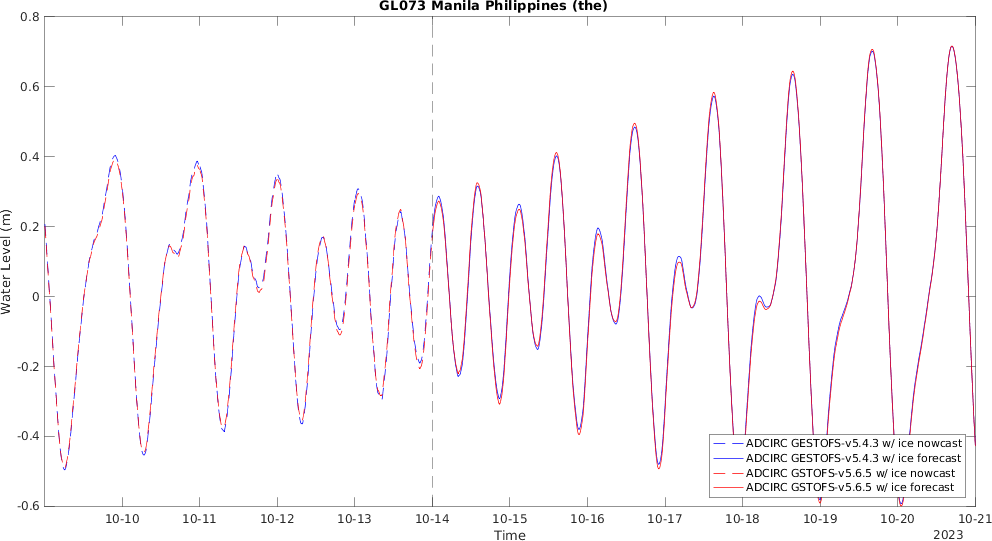 GL073 Manila Philippines (the)
Water Level (m)
0.8
0.6
0.4
0.2
0
-0.2
-0.4
-0.6
ADCIRC GESTOFS-v5.4.3 w/ ice nowcast
ADCIRC GESTOFS-v5.4.3 w/ ice forecast
ADCIRC GSTOFS-v5.6.5 w/ ice nowcast
ADCIRC GSTOFS-v5.6.5 w/ ice forecast
10-10 10-11 10-12 10-13 10-14 10-15 10-16 10-17 10-18 10-19 10-20 10-21
Time
2023